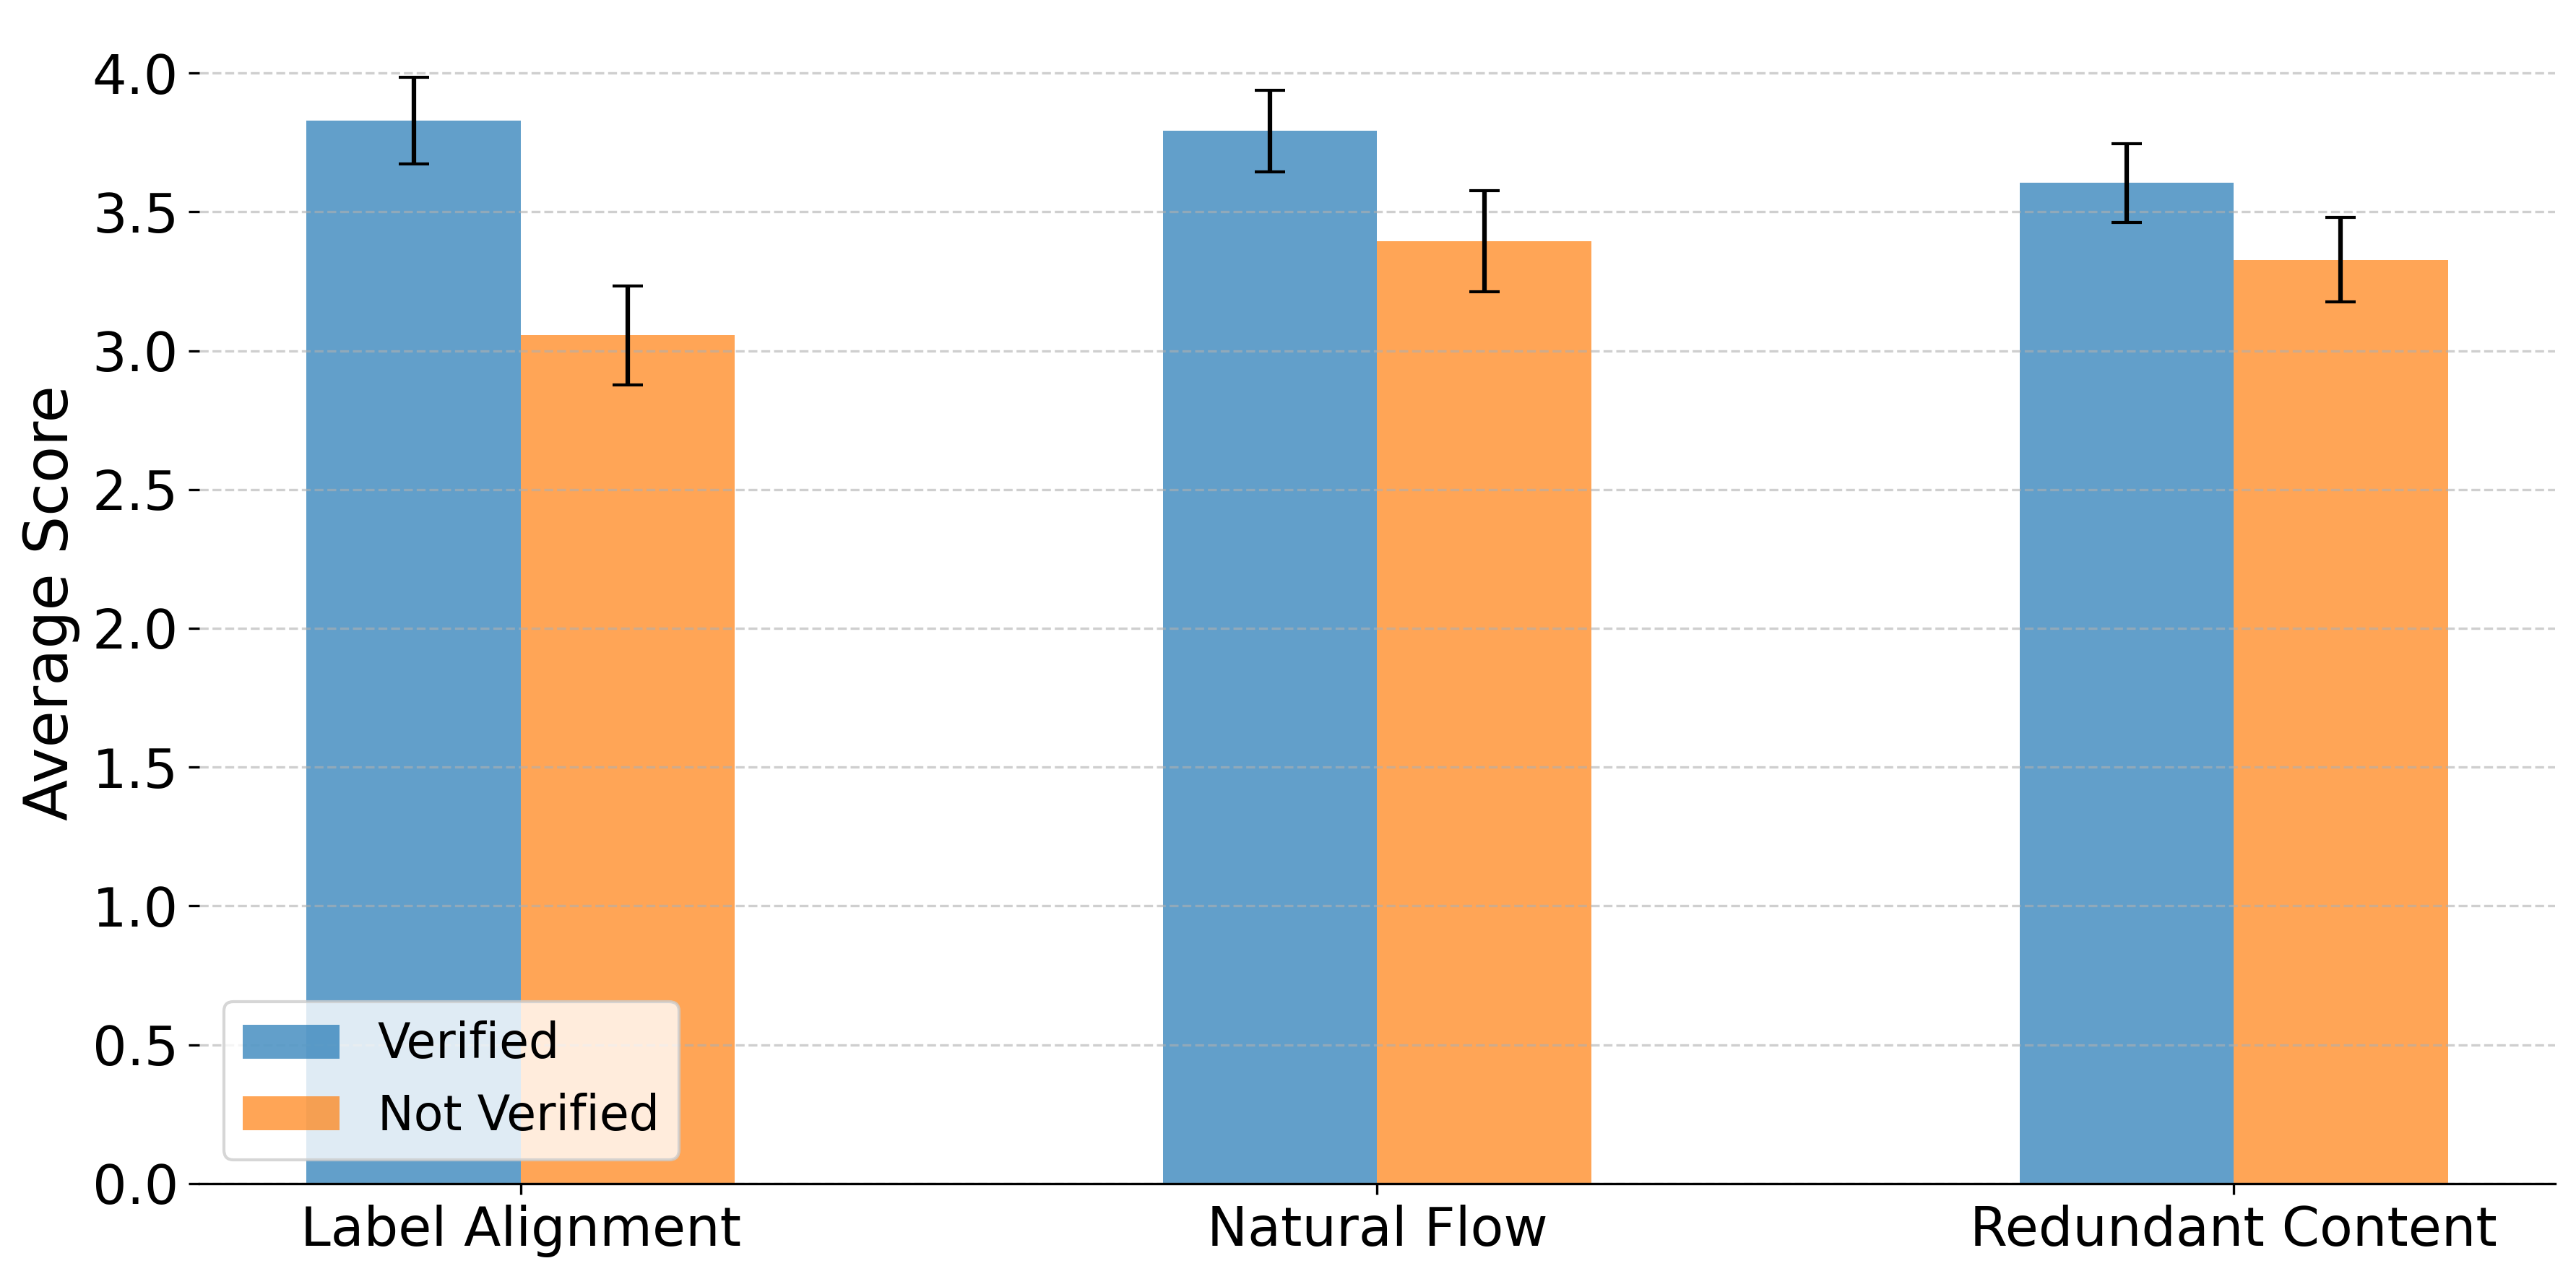 Average Score
4.0
3.5
3.0
2.5
2.0
1.5
1.0
0.5
0.0
Verified
Not Verified
Label Alignment
Natural Flow
Redundant Content